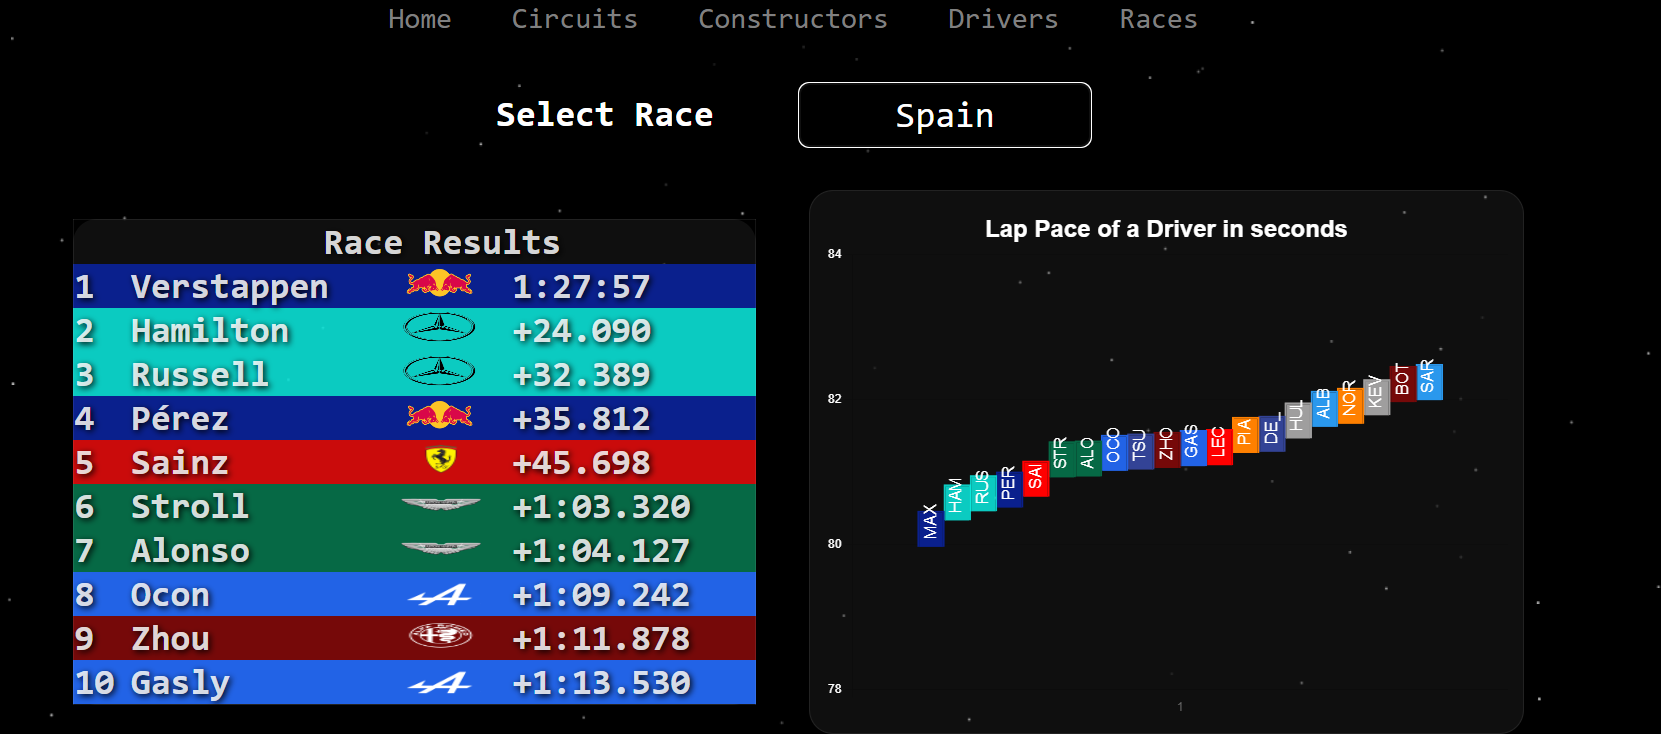 Home Circuits Constructors Drivers Races
Select Race Spain
Race Results
1 Verstappen 1:27:57
2 Hamilton +24.090
3 Russell +32.389
4 Pérez +35.812
5 Sainz +45.698
6 Stroll +1:03.320
7 Alonso +1:04.127
8 Ocon +1:09.242
9 Zhou +1:11.878
10 Gasly +1:13.530
Lap Pace of a Driver in seconds
84
82
80
78
MAX HAM RUS PER SAI STR ALO OCO TSU ZHO GAS LEC PIA DE_ HUL ALB NOR KEV BOT SAR
1